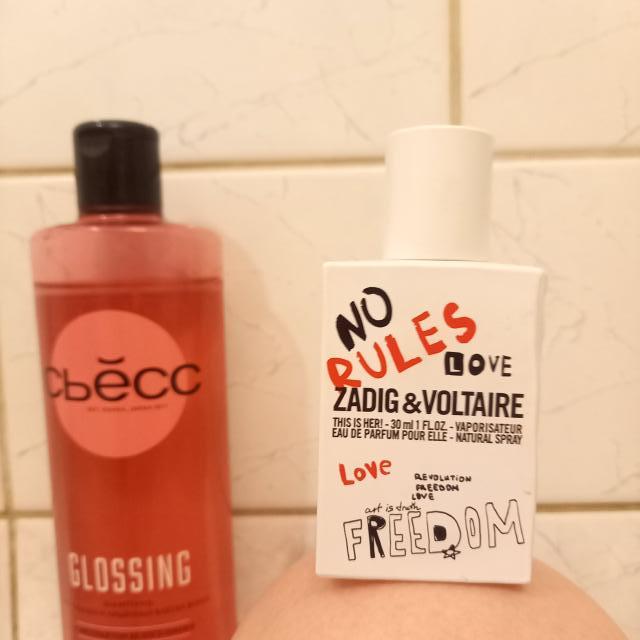 сьёсс
GLOSSING
ШАМПУНЬ
NO
RULES
LOVE
ZADIG & VOLTAIRE
THIS IS HER! - 30 ml 1 FL.OZ. - VAPORISATEUR
EAU DE PARFUM POUR ELLE - NATURAL SPRAY
Love
REVOLUTION
FREEDOM
LOVE
art is truth
FREEDOM